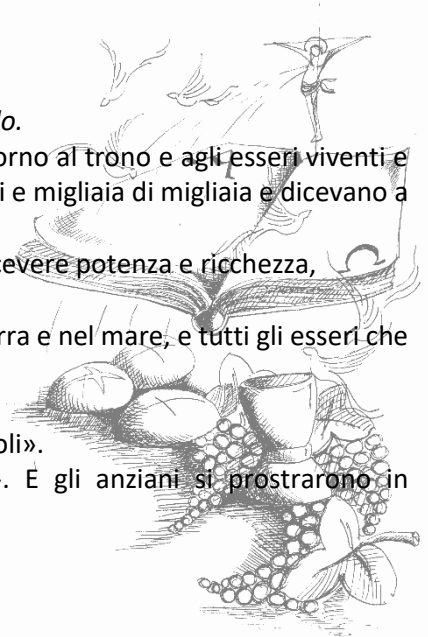 lo.
orno al trono e agli esseri viventi e
i e migliaia di migliaia e dicevano a
cevere potenza e ricchezza,
rra e nel mare, e tutti gli esseri che
oli».
. E gli anziani si prostrarono in